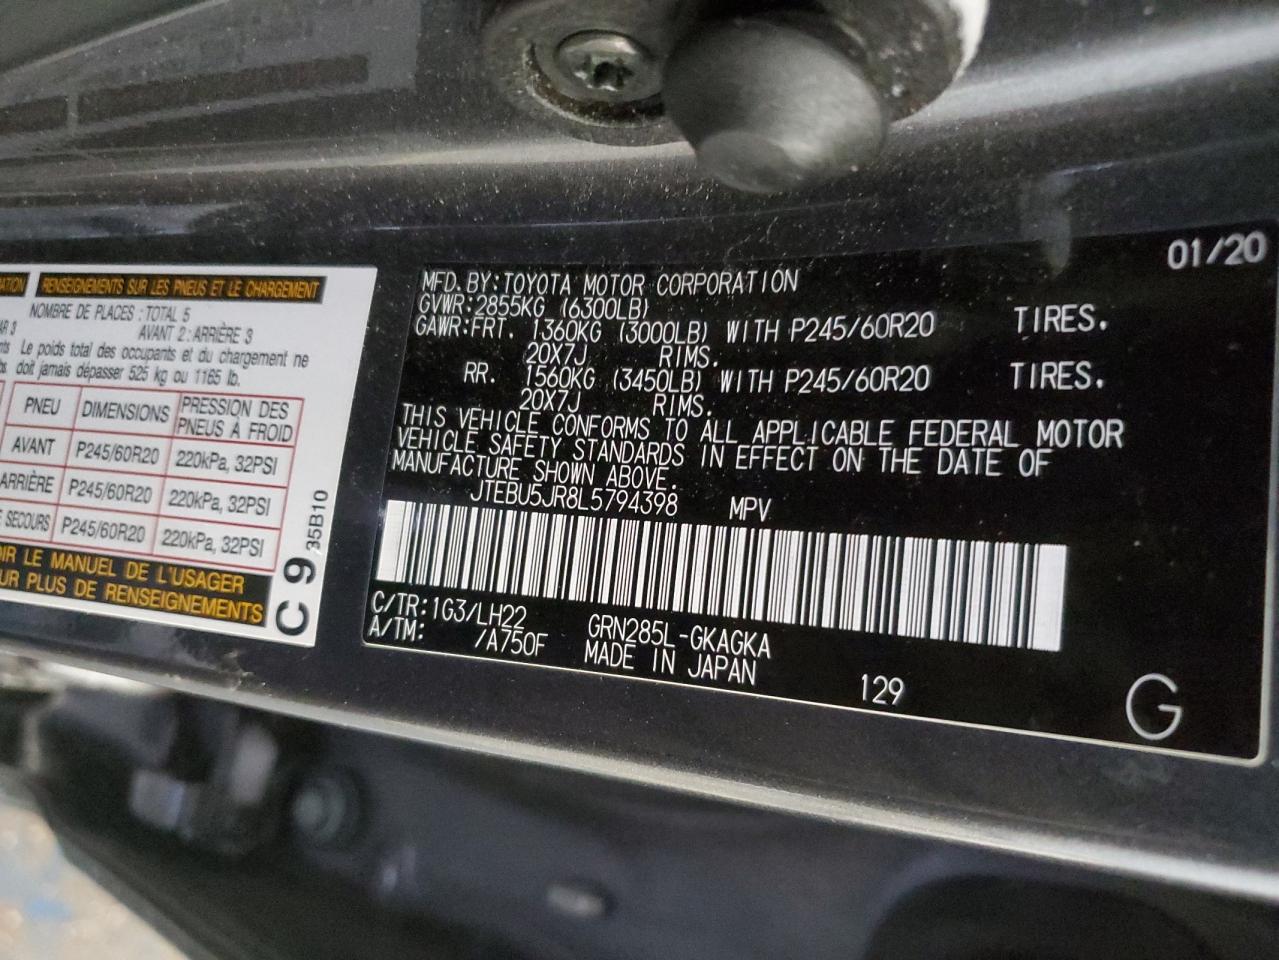 RENSEIGNEMENTS SUR LES PNEUS ET LE CHARGEMENT
NOMBRE DE PLACES : TOTAL 5
AVANT 2 : ARRIÈRE 3
Le poids total des occupants et du chargement ne
doit jamais dépasser 525 kg ou 1165 lb.
PNEU DIMENSIONS PRESSION DES PNEUS À FROID
AVANT P245/60R20 220kPa, 32PSI
ARRIÈRE P245/60R20 220kPa, 32PSI
SECOURS P245/60R20 220kPa, 32PSI
LE MANUEL DE L'USAGER
PLUS DE RENSEIGNEMENTS
C 9 35B10
01/20
MFD. BY:TOYOTA MOTOR CORPORATION
GVWR:2855KG (6300LB)
GAWR:FRT. 1360KG (3000LB) WITH P245/60R20 TIRES.
20X7J RIMS.
RR. 1560KG (3450LB) WITH P245/60R20 TIRES.
20X7J RIMS.
THIS VEHICLE CONFORMS TO ALL APPLICABLE FEDERAL MOTOR
VEHICLE SAFETY STANDARDS IN EFFECT ON THE DATE OF
MANUFACTURE SHOWN ABOVE.
JTEBU5JR8L5794398 MPV
C/TR:1G3/LH22 GRN285L-GKAGKA
A/TM: /A750F MADE IN JAPAN
129
G